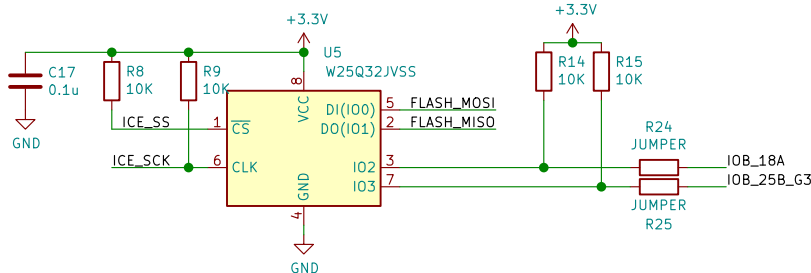 +3.3V
+3.3V
U5
W25Q32JVSS
C17
0.1u
R8
10K
R9
10K
R14
10K
R15
10K
GND
8
VCC
ICE_SS
1
CS
ICE_SCK
6
CLK
DI(IO0)
5
FLASH_MOSI
DO(IO1)
2
FLASH_MISO
IO2
3
IO3
7
GND
4
GND
R24
JUMPER
IOB_18A
IOB_25B_G3
JUMPER
R25